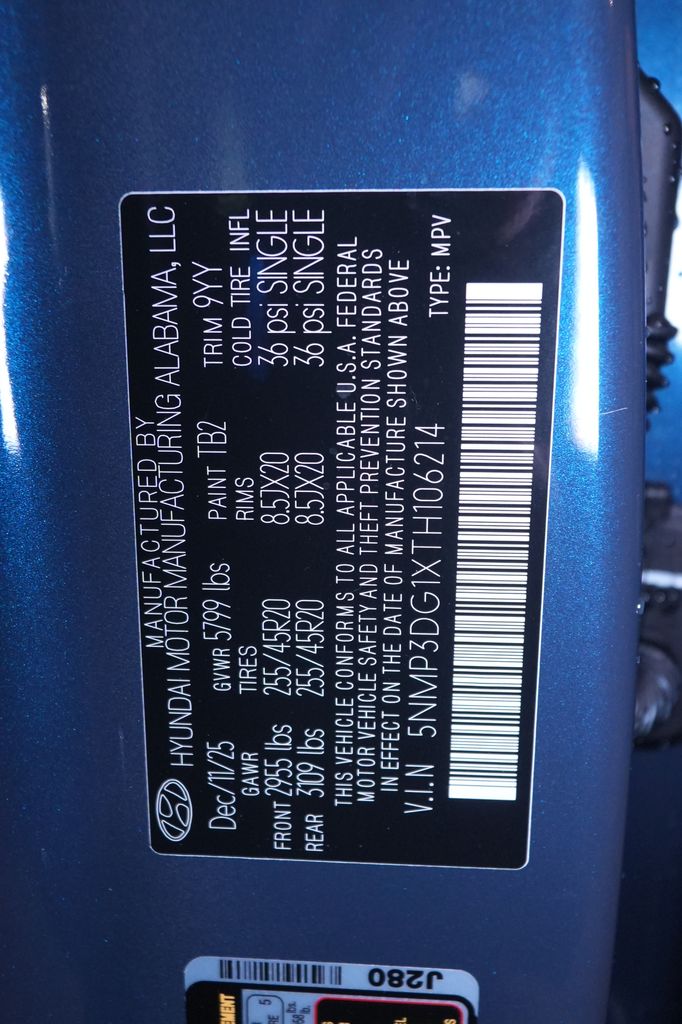 MANUFACTURED BY
HYUNDAI MOTOR MANUFACTURING ALABAMA, LLC
Dec/11/25 GVWR 5799 lbs PAINT TB2 TRIM 9YY
GAWR TIRES RIMS COLD TIRE INFL
FRONT 2955 lbs 255/45R20 8.5JX20 36 psi SINGLE
REAR 3109 lbs 255/45R20 8.5JX20 36 psi SINGLE
THIS VEHICLE CONFORMS TO ALL APPLICABLE U.S.A. FEDERAL
MOTOR VEHICLE SAFETY AND THEFT PREVENTION STANDARDS
IN EFFECT ON THE DATE OF MANUFACTURE SHOWN ABOVE
V.I.N 5NMP3DG1XTH106214 TYPE: MPV
J280
5